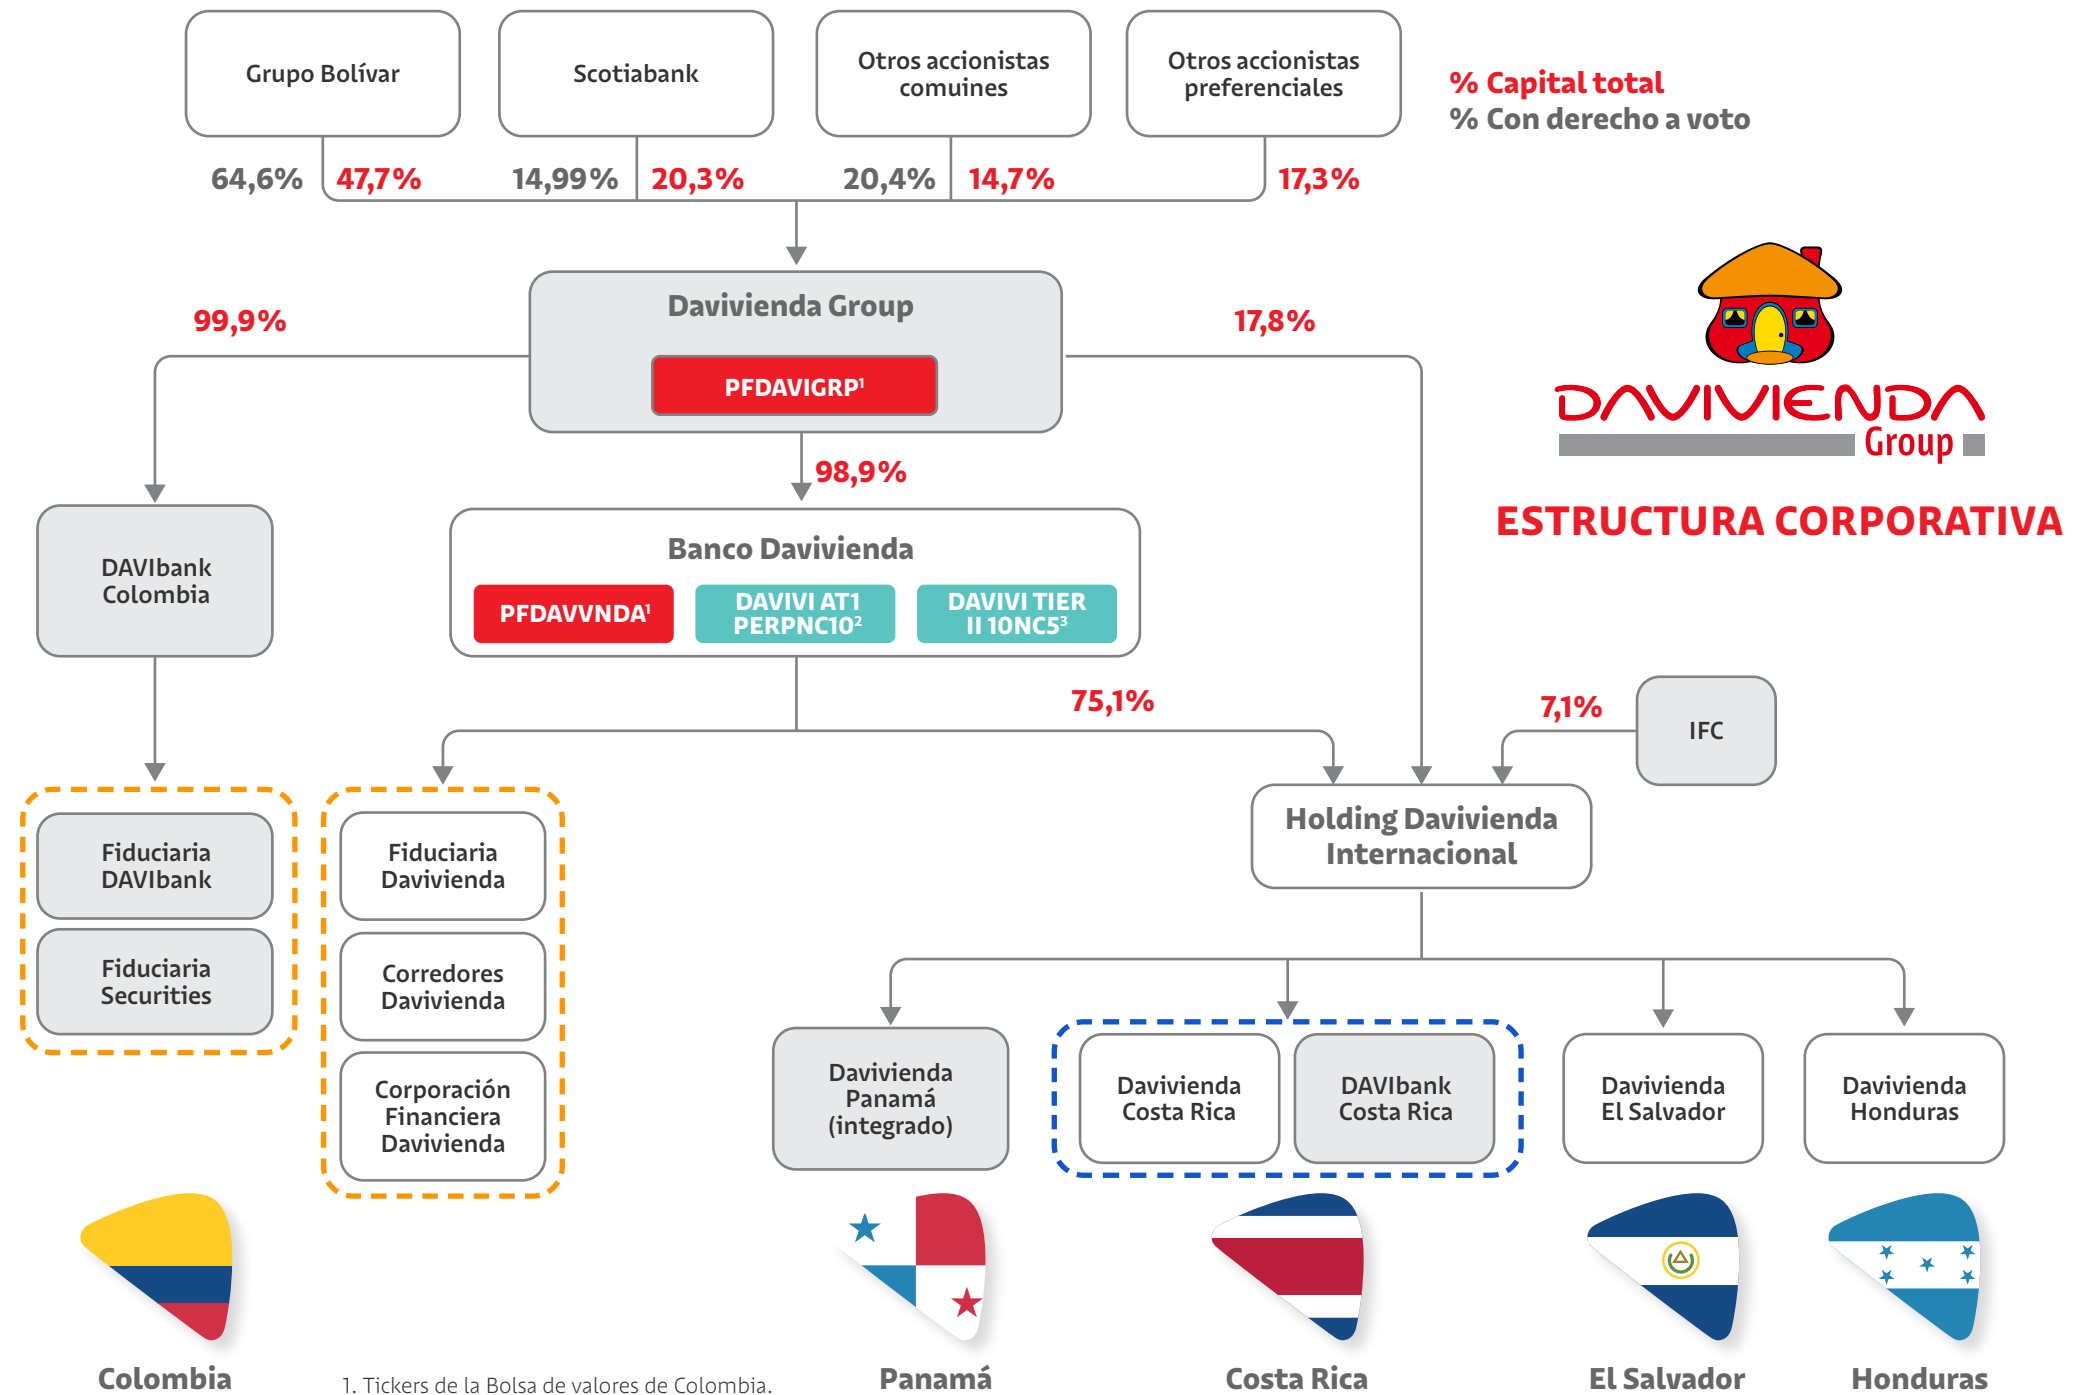 Grupo Bolívar
Scotiabank
Otros accionistas
comuines
Otros accionistas
preferenciales
% Capital total
% Con derecho a voto
64,6%
47,7%
14,99%
20,3%
20,4%
14,7%
17,3%
Davivienda Group
PFDAVIGRP¹
99,9%
17,8%
98,9%
DAVIVIENDA
Group
ESTRUCTURA CORPORATIVA
DAVIbank
Colombia
Banco Davivienda
PFDAVVNDA¹
DAVIVI AT1
PERPNC10²
DAVIVI TIER
II 10NC5³
75,1%
7,1%
IFC
Holding Davivienda
Internacional
Fiduciaria
DAVIbank
Fiduciaria
Securities
Fiduciaria
Davivienda
Corredores
Davivienda
Corporación
Financiera
Davivienda
Davivienda
Panamá
(integrado)
Davivienda
Costa Rica
DAVIbank
Costa Rica
Davivienda
El Salvador
Davivienda
Honduras
Colombia
1. Tickers de la Bolsa de valores de Colombia.
Panamá
Costa Rica
El Salvador
Honduras